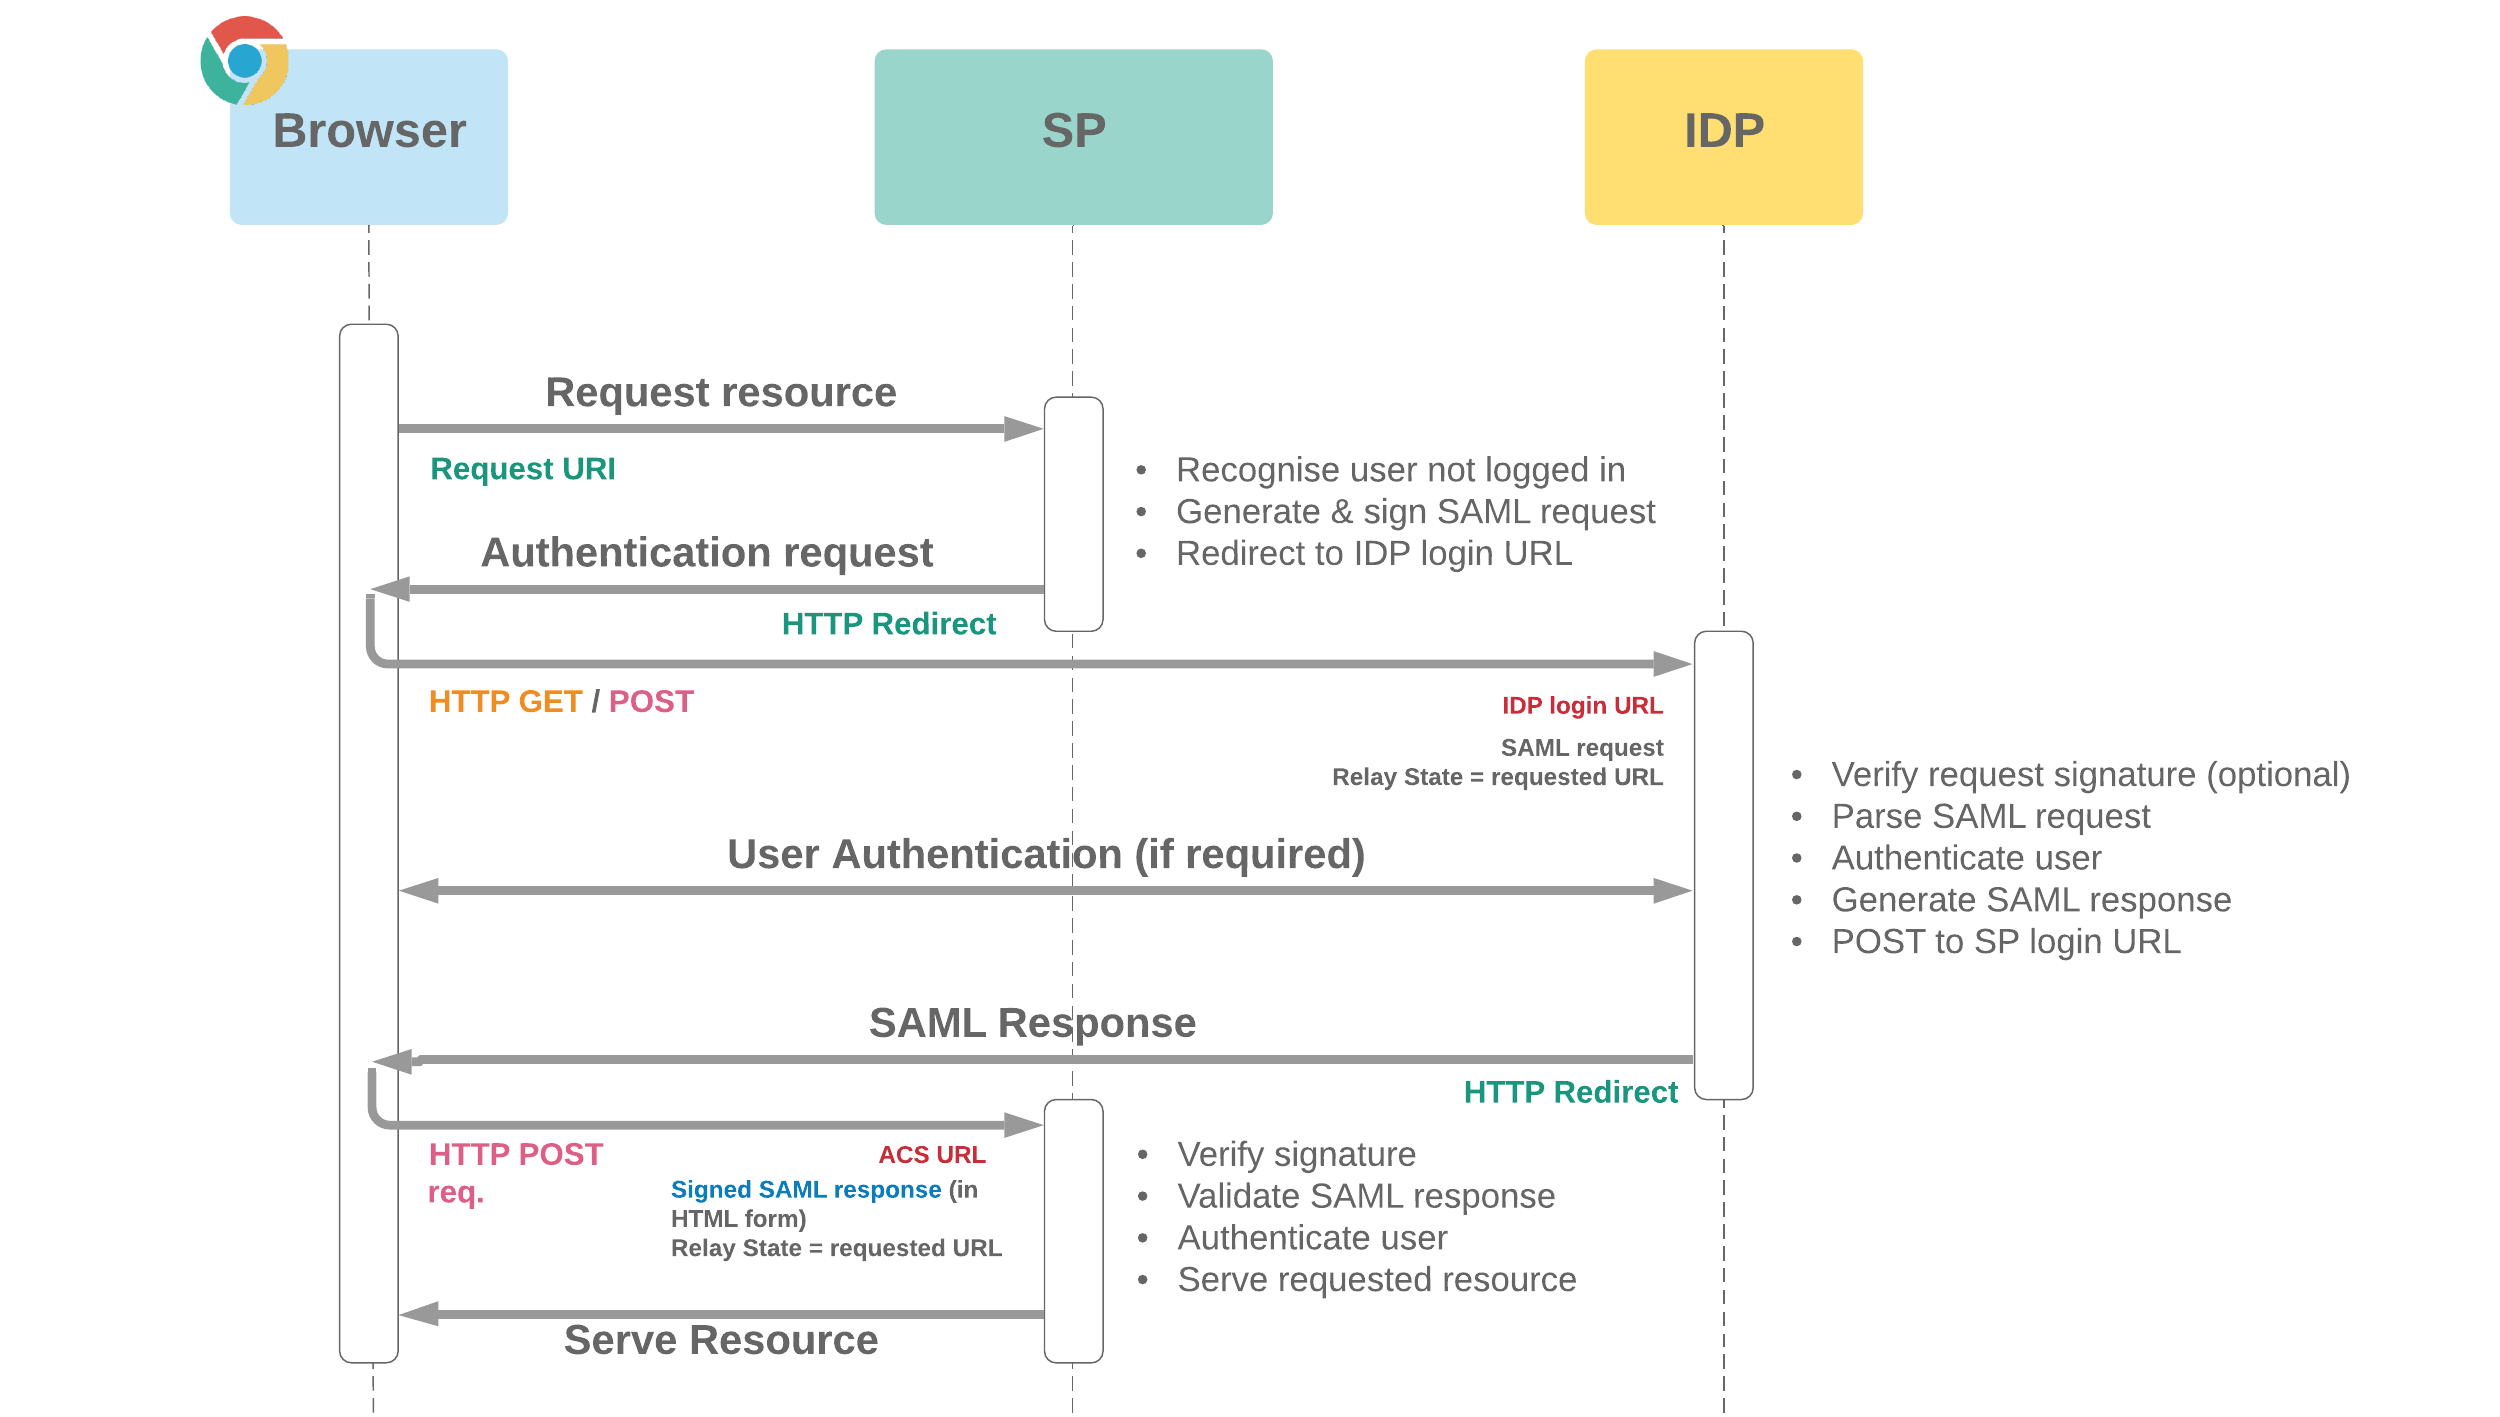 Browser
SP
IDP
Request resource
Request URI
• Recognise user not logged in
• Generate & sign SAML request
• Redirect to IDP login URL
Authentication request
HTTP Redirect
HTTP GET / POST
IDP login URL
SAML request
Relay State = requested URL
• Verify request signature (optional)
• Parse SAML request
• Authenticate user
• Generate SAML response
• POST to SP login URL
User Authentication (if required)
SAML Response
HTTP Redirect
HTTP POST
req.
ACS URL
Signed SAML response (in
HTML form)
Relay State = requested URL
• Verify signature
• Validate SAML response
• Authenticate user
• Serve requested resource
Serve Resource